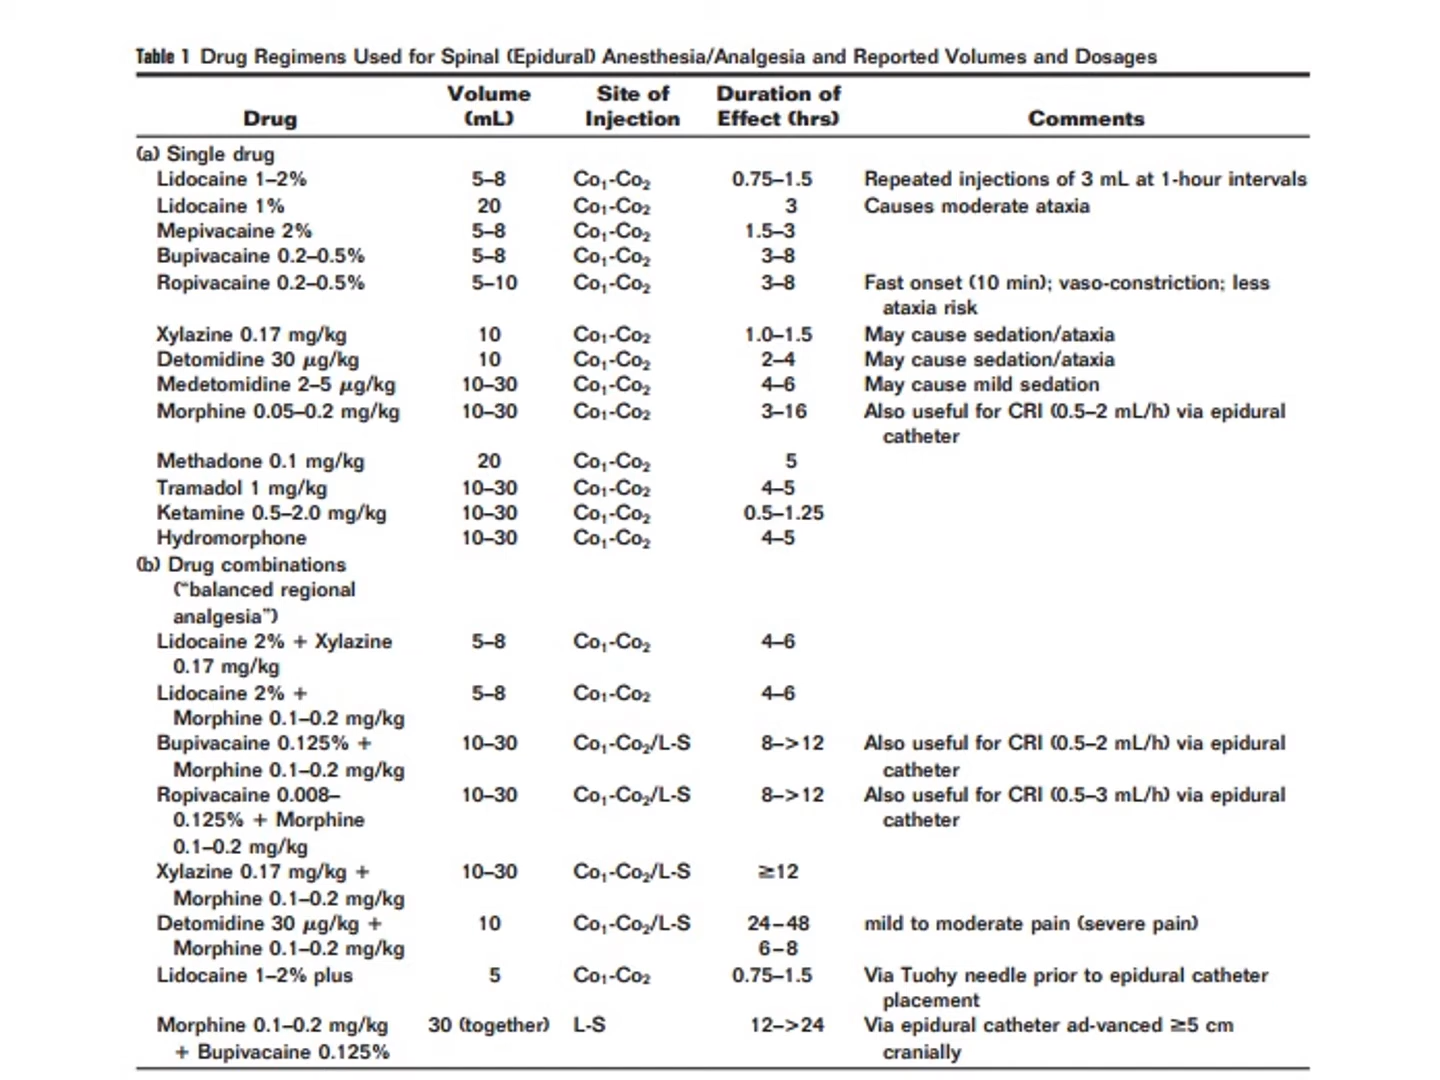 Table 1 Drug Regimens Used for Spinal (Epidural) Anesthesia/Analgesia and Reported Volumes and Dosages
Drug Volume (mL) Site of Injection Duration of Effect (hrs) Comments
(a) Single drug
Lidocaine 1–2% 5–8 Co₁-Co₂ 0.75–1.5 Repeated injections of 3 mL at 1-hour intervals
Lidocaine 1% 20 Co₁-Co₂ 3 Causes moderate ataxia
Mepivacaine 2% 5–8 Co₁-Co₂ 1.5–3
Bupivacaine 0.2–0.5% 5–8 Co₁-Co₂ 3–8
Ropivacaine 0.2–0.5% 5–10 Co₁-Co₂ 3–8 Fast onset (10 min); vaso-constriction; less
ataxia risk
Xylazine 0.17 mg/kg 10 Co₁-Co₂ 1.0–1.5 May cause sedation/ataxia
Detomidine 30 μg/kg 10 Co₁-Co₂ 2–4 May cause sedation/ataxia
Medetomidine 2–5 μg/kg 10–30 Co₁-Co₂ 4–6 May cause mild sedation
Morphine 0.05–0.2 mg/kg 10–30 Co₁-Co₂ 3–16 Also useful for CRI (0.5–2 mL/h) via epidural
catheter
Methadone 0.1 mg/kg 20 Co₁-Co₂ 5
Tramadol 1 mg/kg 10–30 Co₁-Co₂ 4–5
Ketamine 0.5–2.0 mg/kg 10–30 Co₁-Co₂ 0.5–1.25
Hydromorphone 10–30 Co₁-Co₂ 4–5
(b) Drug combinations
("balanced regional
analgesia")
Lidocaine 2% + Xylazine 5–8 Co₁-Co₂ 4–6
0.17 mg/kg
Lidocaine 2% + 5–8 Co₁-Co₂ 4–6
Morphine 0.1–0.2 mg/kg
Bupivacaine 0.125% + 10–30 Co₁-Co₂/L-S 8–>12 Also useful for CRI (0.5–2 mL/h) via epidural
Morphine 0.1–0.2 mg/kg catheter
Ropivacaine 0.008– 10–30 Co₁-Co₂/L-S 8–>12 Also useful for CRI (0.5–3 mL/h) via epidural
0.125% + Morphine catheter
0.1–0.2 mg/kg
Xylazine 0.17 mg/kg + 10–30 Co₁-Co₂/L-S ≥12
Morphine 0.1–0.2 mg/kg
Detomidine 30 μg/kg + 10 Co₁-Co₂/L-S 24–48 mild to moderate pain (severe pain)
Morphine 0.1–0.2 mg/kg 6–8
Lidocaine 1–2% plus 5 Co₁-Co₂ 0.75–1.5 Via Tuohy needle prior to epidural catheter
placement
Morphine 0.1–0.2 mg/kg 30 (together) L-S 12–>24 Via epidural catheter ad-vanced ≥5 cm
+ Bupivacaine 0.125% cranially